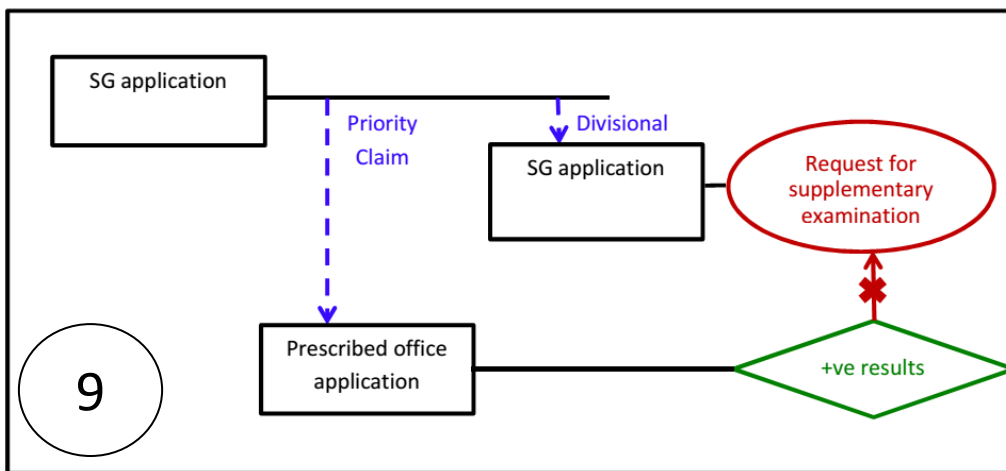 SG application
Priority
Claim
Divisional
SG application
Request for
supplementary
examination
Prescribed office
application
+ve results
9